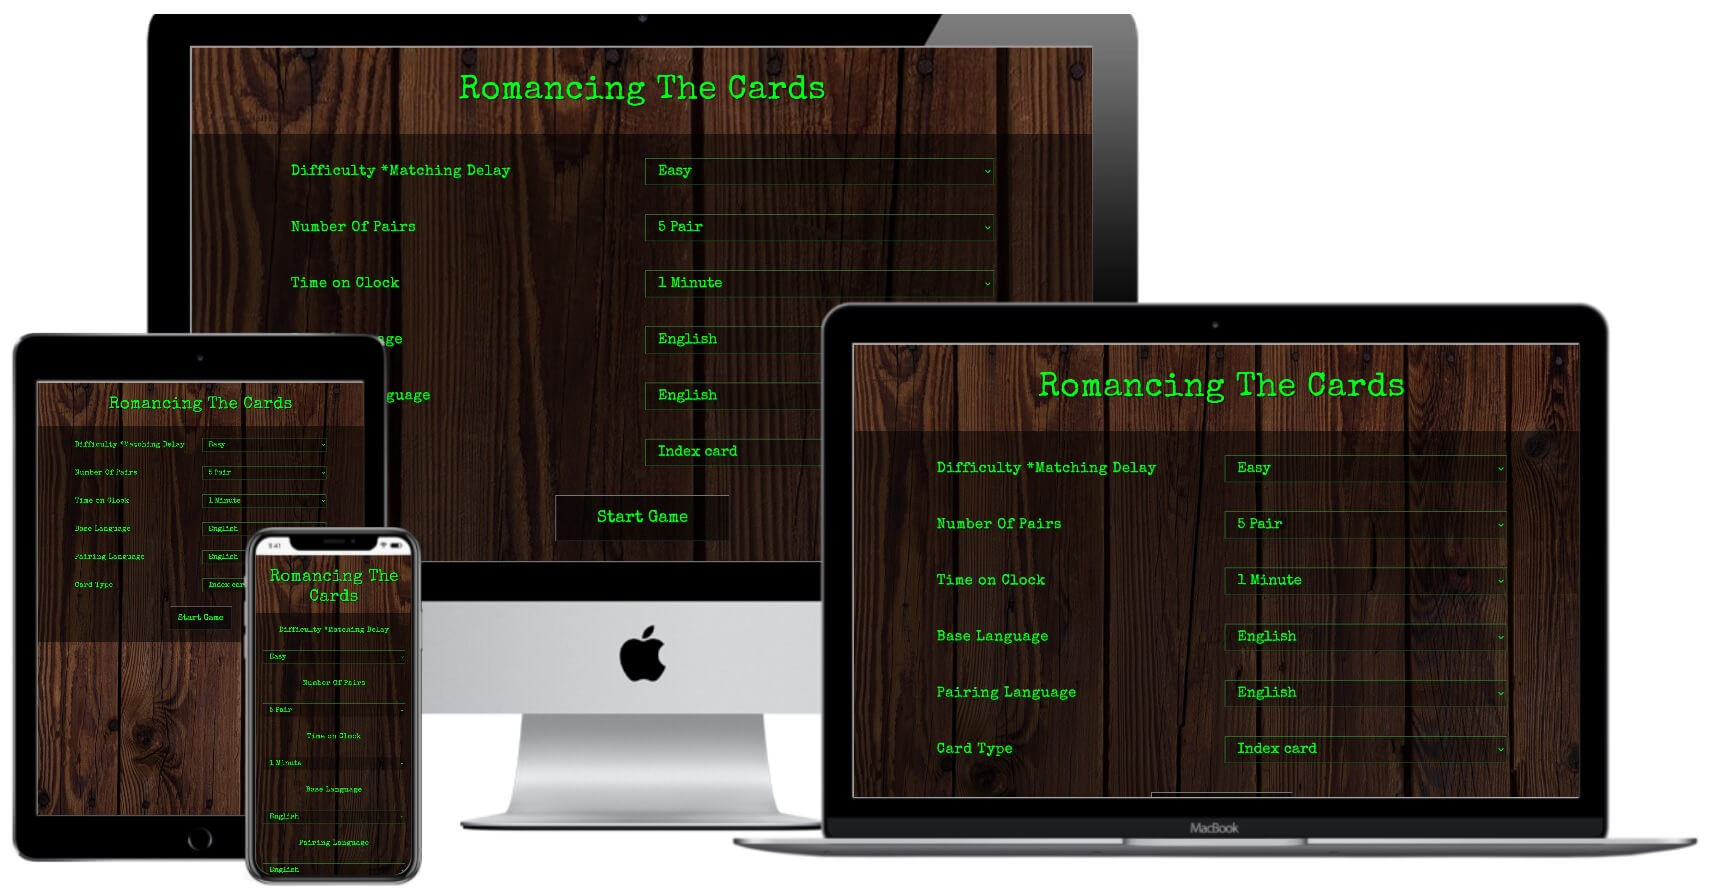 Romancing The Cards
Difficulty *Matching Delay
Easy
Number Of Pairs
5 Pair
Time on Clock
1 Minute
age
English
guage
English
Index card
Start Game
Romancing The Cards
Difficulty *Matching Delay
Easy
Number Of Pairs
5 Pair
Time on Clock
1 Minute
Base Language
English
Pairing Language
English
Card Type
Index car
Start Game
9:41
Romancing The
Cards
Difficulty *Matching Delay
Easy
Number Of Pairs
5 Pair
Time on Clock
1 Minute
Base Language
English
Pairing Language
English
Romancing The Cards
Difficulty *Matching Delay
Easy
Number Of Pairs
5 Pair
Time on Clock
1 Minute
Base Language
English
Pairing Language
English
Card Type
Index card
MacBook